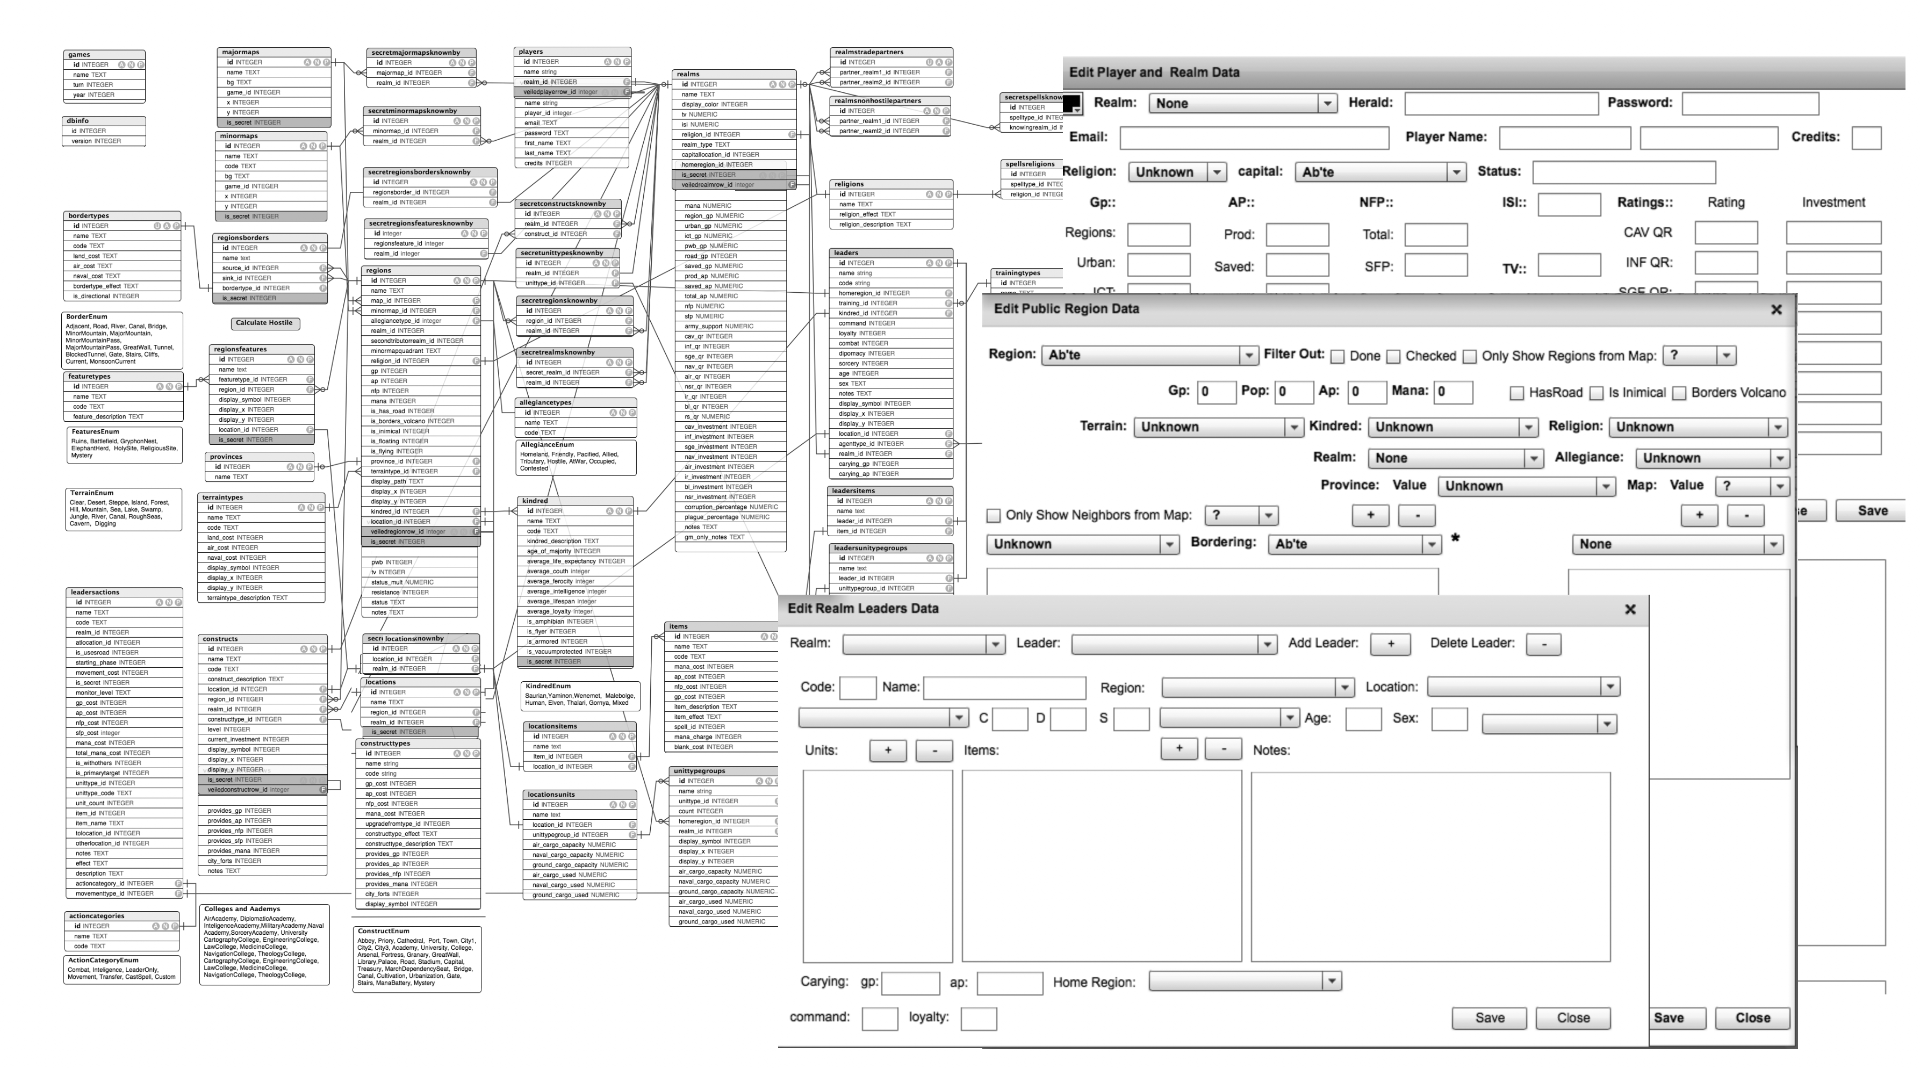 games
id INTEGER
name TEXT
turn INTEGER
year INTEGER
dbinfo
id INTEGER
version INTEGER
bordertypes
id INTEGER
name TEXT
code TEXT
land_cost INTEGER
air_cost INTEGER
naval_cost INTEGER
bordertype_effect TEXT
is_directional INTEGER
BorderEnum
Adjacent, Road, River, Canal, Bridge,
MinorMountain, MajorMountain,
MinorMountainPass,
MajorMountainPass, GreatWall, Tunnel,
BlockedTunnel, Gate, Stairs, Cliffs,
Current, MonsoonCurrent
featuretypes
id INTEGER
name TEXT
code TEXT
feature_description TEXT
FeaturesEnum
Ruins, Battlefield, GryphonNest,
ElephantHerd, HolySite, ReligiousSite,
Mystery
TerrainEnum
Clear, Desert, Steppe, Island, Forest,
Hill, Mountain, Sea, Lake, Swamp,
Jungle, River, Canal, RoughSeas,
Cavern, Digging
leadersactions
id INTEGER
name TEXT
code TEXT
realm_id INTEGER
atlocation_id INTEGER
is_usesroad INTEGER
starting_phase INTEGER
movement_cost INTEGER
is_secret INTEGER
monitor_level TEXT
gp_cost INTEGER
ap_cost INTEGER
nfp_cost INTEGER
sfp_cost integer
mana_cost INTEGER
total_mana_cost INTEGER
is_withothers INTEGER
is_primarytarget INTEGER
unittype_id INTEGER
unittype_code TEXT
unit_count INTEGER
item_id INTEGER
item_name TEXT
tolocation_id INTEGER
otherlocation_id INTEGER
notes TEXT
effect TEXT
description TEXT
actioncategory_id INTEGER
movementtype_id INTEGER
actioncategories
id INTEGER
name TEXT
code TEXT
ActionCategoryEnum
Combat, Inteligence, LeaderOnly,
Movement, Transfer, CastSpell, Custom
majormaps
id INTEGER
name TEXT
bg TEXT
game_id INTEGER
x INTEGER
y INTEGER
is_secret INTEGER
minormaps
id INTEGER
name TEXT
code TEXT
bg TEXT
game_id INTEGER
x INTEGER
y INTEGER
is_secret INTEGER
regionsborders
id INTEGER
name text
source_id INTEGER
sink_id INTEGER
bordertype_id INTEGER
is_secret INTEGER
Calculate Hostile
regionsfeatures
id INTEGER
name text
featuretype_id INTEGER
region_id INTEGER
display_symbol INTEGER
display_x INTEGER
display_y INTEGER
location_id INTEGER
is_secret INTEGER
provinces
id INTEGER
name TEXT
terraintypes
id INTEGER
name TEXT
code TEXT
land_cost INTEGER
air_cost INTEGER
naval_cost INTEGER
display_symbol INTEGER
display_x INTEGER
display_y INTEGER
terraintype_description TEXT
constructs
id INTEGER
name TEXT
code TEXT
construct_description TEXT
location_id INTEGER
region_id INTEGER
realm_id INTEGER
constructtype_id INTEGER
level INTEGER
current_investment INTEGER
display_symbol INTEGER
display_x INTEGER
display_y INTEGER
is_secret INTEGER
veiledconstructrow_id integer
provides_gp INTEGER
provides_ap INTEGER
provides_nfp INTEGER
provides_sfp INTEGER
provides_mana INTEGER
city_forts INTEGER
notes TEXT
Colleges and Aademys
AirAcademy, DiplomaticAcademy,
InteligenceAcademy,MilitaryAcademy,Naval
Academy,SorceryAcademy, University
CartographyCollege, EngineeringCollege,
LawCollege, MedicineCollege,
NavigationCollege, TheologyCollege,
CartographyCollege, EngineeringCollege,
LawCollege, MedicineCollege,
NavigationCollege, TheologyCollege,
secretmajormapsknownby
id INTEGER
majormap_id INTEGER
realm_id INTEGER
secretminormapsknownby
id INTEGER
minormap_id INTEGER
realm_id INTEGER
secretregionsbordersknownby
id INTEGER
regionsborder_id INTEGER
realm_id INTEGER
secretregionsfeaturesknownby
id integer
regionsfeature_id integer
realm_id integer
regions
id INTEGER
name TEXT
map_id INTEGER
minormap_id INTEGER
allegiancetype_id integer
realm_id INTEGER
secondtributorrealm_id INTEGER
minormapquadrant TEXT
religion_id INTEGER
gp INTEGER
ap INTEGER
nfp INTEGER
mana INTEGER
is_has_road INTEGER
is_borders_volcano INTEGER
is_inimical INTEGER
is_floating INTEGER
is_flying INTEGER
province_id INTEGER
terraintype_id INTEGER
display_path TEXT
display_x INTEGER
display_y INTEGER
kindred_id INTEGER
location_id INTEGER
veiledregionrow_id integer
is_secret INTEGER
pwb INTEGER
tv INTEGER
status_mult NUMERIC
resistance INTEGER
status TEXT
notes TEXT
locations
location_id INTEGER
realm_id INTEGER
locations
id INTEGER
name TEXT
region_id INTEGER
realm_id INTEGER
is_secret INTEGER
constructtypes
id INTEGER
name string
code string
gp_cost INTEGER
ap_cost INTEGER
nfp_cost INTEGER
mana_cost INTEGER
upgradefromtype_id INTEGER
constructtype_effect TEXT
constructtype_description TEXT
provides_gp INTEGER
provides_ap INTEGER
provides_nfp INTEGER
provides_mana INTEGER
city_forts INTEGER
display_symbol INTEGER
ConstructEnum
Abbey, Priory, Cathedral, Port, Town, City1,
City2, City3, Academy, University, College,
Arsenal, Fortress, Granary, GreatWall,
Library,Palace, Road, Stadium, Capital,
Treasury, MarchDependencySeat, Bridge,
Canal, Cultivation, Urbanization, Gate,
Stairs, ManaBattery, Mystery
players
id INTEGER
name string
realm_id INTEGER
veiledplayerrow_id integer
name string
player_id integer
email TEXT
password TEXT
first_name TEXT
last_name TEXT
credits INTEGER
secretconstructsknownby
id INTEGER
realm_id INTEGER
construct_id INTEGER
secretunittypesknownby
id INTEGER
realm_id INTEGER
unittype_id INTEGER
secretregionsknownby
id INTEGER
region_id INTEGER
realm_id INTEGER
secretrealmsknownby
id INTEGER
secret_realm_id INTEGER
realm_id INTEGER
allegiancetypes
id INTEGER
name TEXT
code TEXT
AllegianceEnum
Homeland, Friendly, Pacified, Allied,
Tributary, Hostile, AtWar, Occupied,
Contested
kindred
id INTEGER
name TEXT
code TEXT
kindred_description TEXT
age_of_majority INTEGER
average_life_expectancy INTEGER
average_couth integer
average_ferocity integer
average_intelligence integer
average_lifespan integer
average_loyalty integer
is_amphibian INTEGER
is_flyer INTEGER
is_armored INTEGER
is_vacuumprotected INTEGER
is_secret INTEGER
KindredEnum
Saurian,Yaminon,Wenemet, Malebolge,
Human, Elven, Thalari, Gornya, Mixed
locationsitems
id INTEGER
name text
item_id INTEGER
location_id INTEGER
locationsunits
id INTEGER
name text
location_id INTEGER
unittypegroup_id INTEGER
air_cargo_capacity NUMERIC
naval_cargo_capacity NUMERIC
ground_cargo_capacity NUMERIC
air_cargo_used NUMERIC
naval_cargo_used NUMERIC
ground_cargo_used NUMERIC
realms
id INTEGER
name TEXT
display_color INTEGER
tv NUMERIC
isi NUMERIC
religion_id INTEGER
realm_type TEXT
capitallocation_id INTEGER
homeregion_id INTEGER
is_secret INTEGER
veiledrealmrow_id integer
mana NUMERIC
region_gp NUMERIC
urban_gp NUMERIC
ict_gp NUMERIC
pwb_gp NUMERIC
road_gp NUMERIC
saved_gp NUMERIC
prod_ap NUMERIC
saved_ap NUMERIC
total_ap NUMERIC
nfp NUMERIC
sfp NUMERIC
army_support NUMERIC
cav_qr NUMERIC
inf_qr NUMERIC
sge_qr NUMERIC
nav_qr NUMERIC
air_qr NUMERIC
nsr_qr NUMERIC
ir_qr NUMERIC
bl_qr NUMERIC
rs_qr NUMERIC
cav_investment NUMERIC
inf_investment NUMERIC
sge_investment NUMERIC
nav_investment NUMERIC
air_investment NUMERIC
ir_investment NUMERIC
bl_investment NUMERIC
nsr_investment NUMERIC
corruption_percentage NUMERIC
plague_percentage NUMERIC
notes TEXT
gm_only_notes TEXT
items
id INTEGER
name TEXT
code TEXT
mana_cost INTEGER
ap_cost INTEGER
nfp_cost INTEGER
gp_cost INTEGER
item_description TEXT
item_effect TEXT
spell_id INTEGER
mana_charge INTEGER
blank_cost INTEGER
unittypegroups
id INTEGER
name string
unittype_id INTEGER
count INTEGER
homeregion_id INTEGER
realm_id INTEGER
display_symbol INTEGER
display_x INTEGER
display_y INTEGER
air_cargo_capacity NUMERIC
naval_cargo_capacity NUMERIC
ground_cargo_capacity NUMERIC
air_cargo_used NUMERIC
naval_cargo_used NUMERIC
ground_cargo_used NUMERIC
realmstradepartners
id INTEGER
partner_realm1_id INTEGER
partner_realm2_id INTEGER
realmsnonhostilepartners
id INTEGER
partner_realm1_id INTEGER
partner_reaml2_id INTEGER
religions
id INTEGER
name TEXT
religion_effect TEXT
religion_description TEXT
leaders
id INTEGER
name string
code string
homeregion_id INTEGER
training_id INTEGER
kindred_id INTEGER
command INTEGER
loyalty INTEGER
combat INTEGER
dipomacy INTEGER
sorcery INTEGER
age INTEGER
sex TEXT
notes TEXT
display_symbol INTEGER
display_x INTEGER
display_y INTEGER
location_id INTEGER
agenttype_id INTEGER
realm_id INTEGER
carying_gp INTEGER
carying_ap INTEGER
leadersitems
id INTEGER
name text
leader_id INTEGER
item_id INTEGER
leadersunitypegroups
id INTEGER
name TEXT
leader_id INTEGER
unittypegroup_id INTEGER
secretspellsknow
id INTEGER
spelltype_id INTEG
knowingrealm_id I
spellsreligions
id INTEGER
spelltype_id INTEG
religion_id INTEG
trainingtypes
id INTEGER
name TEXT
code TEXT
Edit Player and Realm Data
Realm: None Herald: Password:
Email: Player Name: Credits:
Religion: Unknown capital: Ab'te Status:
Gp:: AP:: NFP:: ISI:: Ratings:: Rating Investment
Regions: Prod: Total: CAV QR
Urban: Saved: SFP: TV:: INF QR:
ICT: SGE QR:
Save
Edit Public Region Data
Region: Ab'te Filter Out: Done Checked Only Show Regions from Map: ?
Gp: 0 Pop: 0 Ap: 0 Mana: 0 HasRoad Is Inimical Borders Volcano
Terrain: Unknown Kindred: Unknown Religion: Unknown
Realm: None Allegiance: Unknown
Province: Value Unknown Map: Value ?
Only Show Neighbors from Map: ? + - + -
Unknown Bordering: Ab'te * None
Save Close
Edit Realm Leaders Data
Realm: Leader: Add Leader: + Delete Leader: -
Code: Name: Region: Location:
C D S Age: Sex:
Units: + - Items: + - Notes:
Carying: gp: ap: Home Region:
command: loyalty:
Save Close